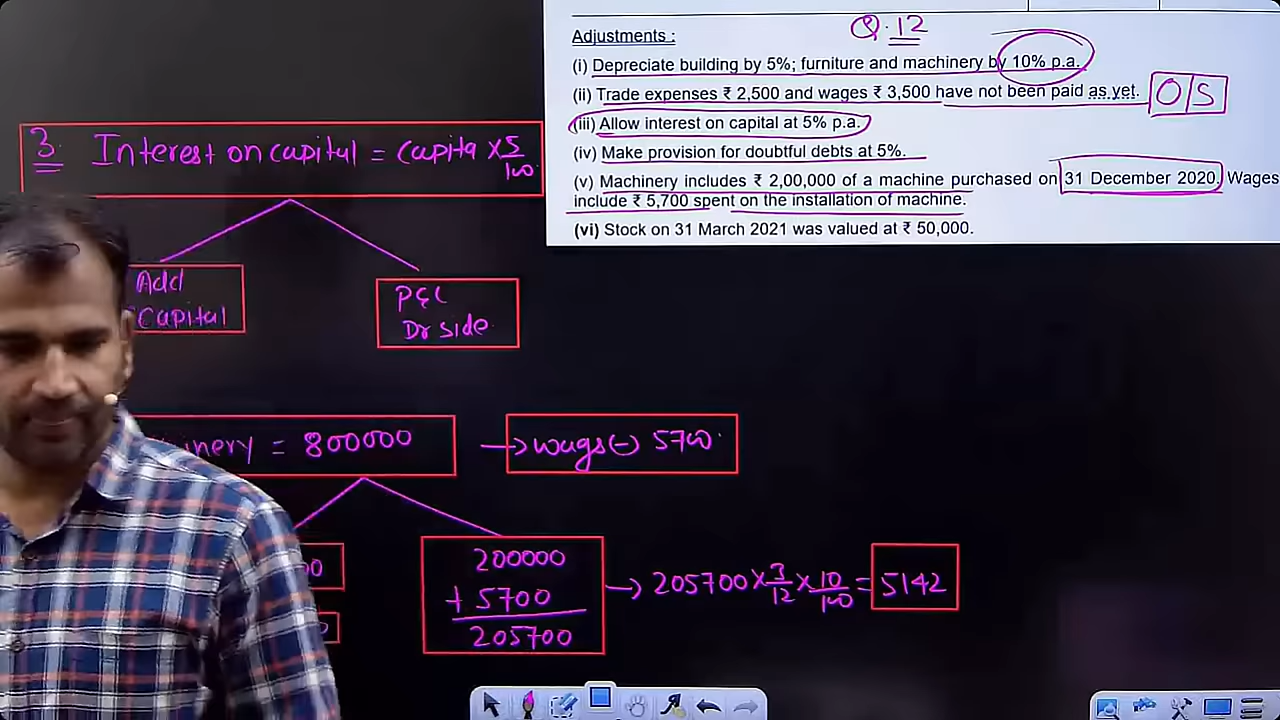 Q.12
Adjustments :
(i) Depreciate building by 5%; furniture and machinery by 10% p.a.
(ii) Trade expenses ₹ 2,500 and wages ₹ 3,500 have not been paid as yet. O/S
(iii) Allow interest on capital at 5% p.a.
(iv) Make provision for doubtful debts at 5%.
(v) Machinery includes ₹ 2,00,000 of a machine purchased on 31 December 2020. Wages
include ₹ 5,700 spent on the installation of machine.
(vi) Stock on 31 March 2021 was valued at ₹ 50,000.
3. Interest on capital = capita × 5/100
Add
Capital
P&L
Dr side
inery = 800000 → wags(-) 5700
200000
+ 5700
205700
→ 205700 × 3/12 × 10/100 = 5142